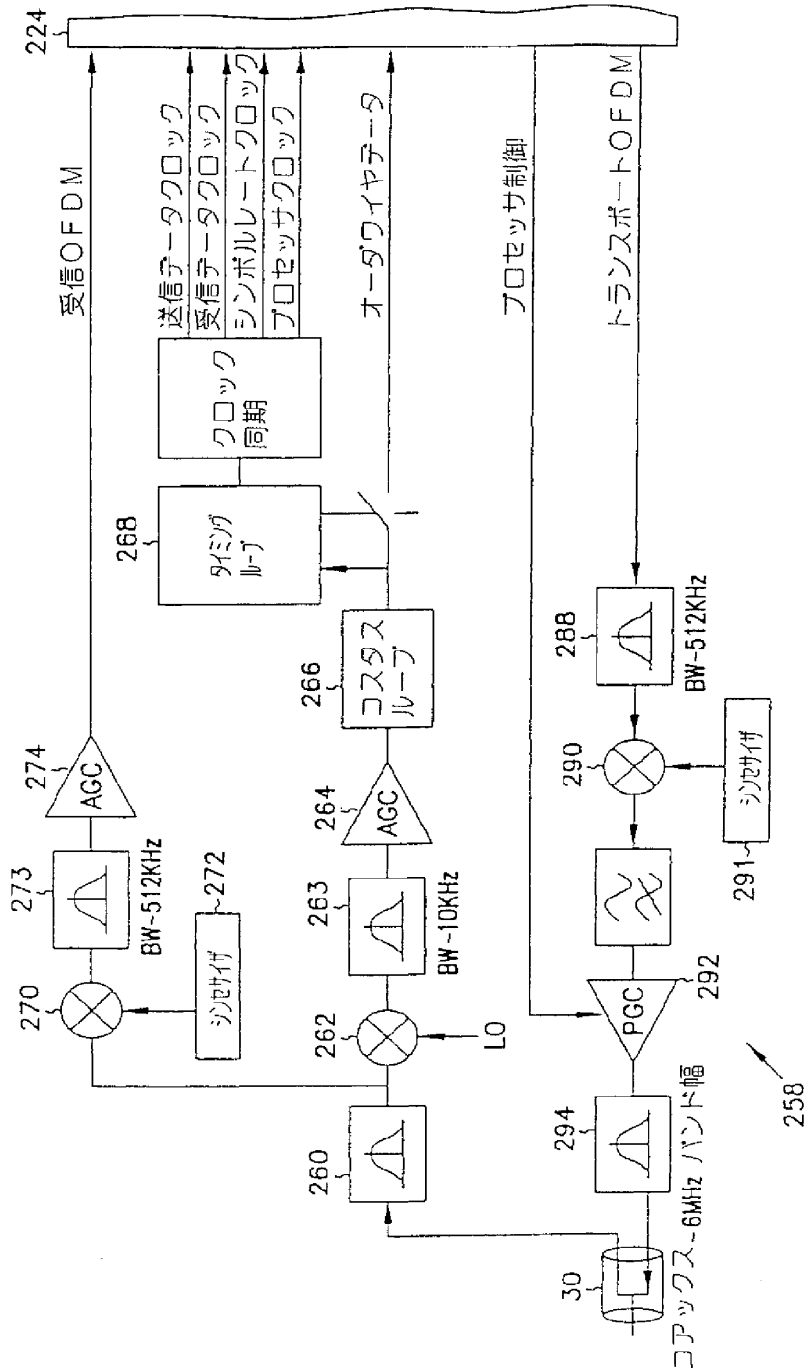 224
受信OFDM
送信データクロック
受信データクロック
シンボルレートクロック
プロセッサクロック
オーダワイヤデータ
プロセッサ制御
トランスポートOFDM
クロック
同期
268
タイミング
ループ
274
AGC
273
BW-512KHz
272
シンセサイザ
270
266
コスタス
ループ
264
AGC
263
BW-10KHz
262
LO
260
288
BW-512KHz
290
シンセサイザ
291
292
PGC
294
6MHz バンド幅
30
コアックス
258